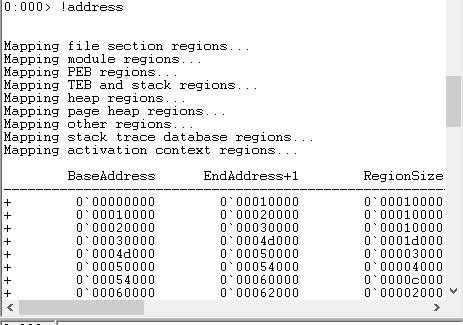 0:000> !address
Mapping file section regions...
Mapping module regions...
Mapping PEB regions...
Mapping TEB and stack regions...
Mapping heap regions...
Mapping page heap regions...
Mapping other regions...
Mapping stack trace database regions...
Mapping activation context regions...
BaseAddress EndAddress+1 RegionSize
+ 0`00000000 0`00010000 0`00010000
+ 0`00010000 0`00020000 0`00010000
+ 0`00020000 0`00030000 0`00010000
+ 0`00030000 0`0004d000 0`0001d000
+ 0`0004d000 0`00050000 0`00003000
+ 0`00050000 0`00054000 0`00004000
+ 0`00054000 0`00060000 0`0000c000
+ 0`00060000 0`00062000 0`00002000